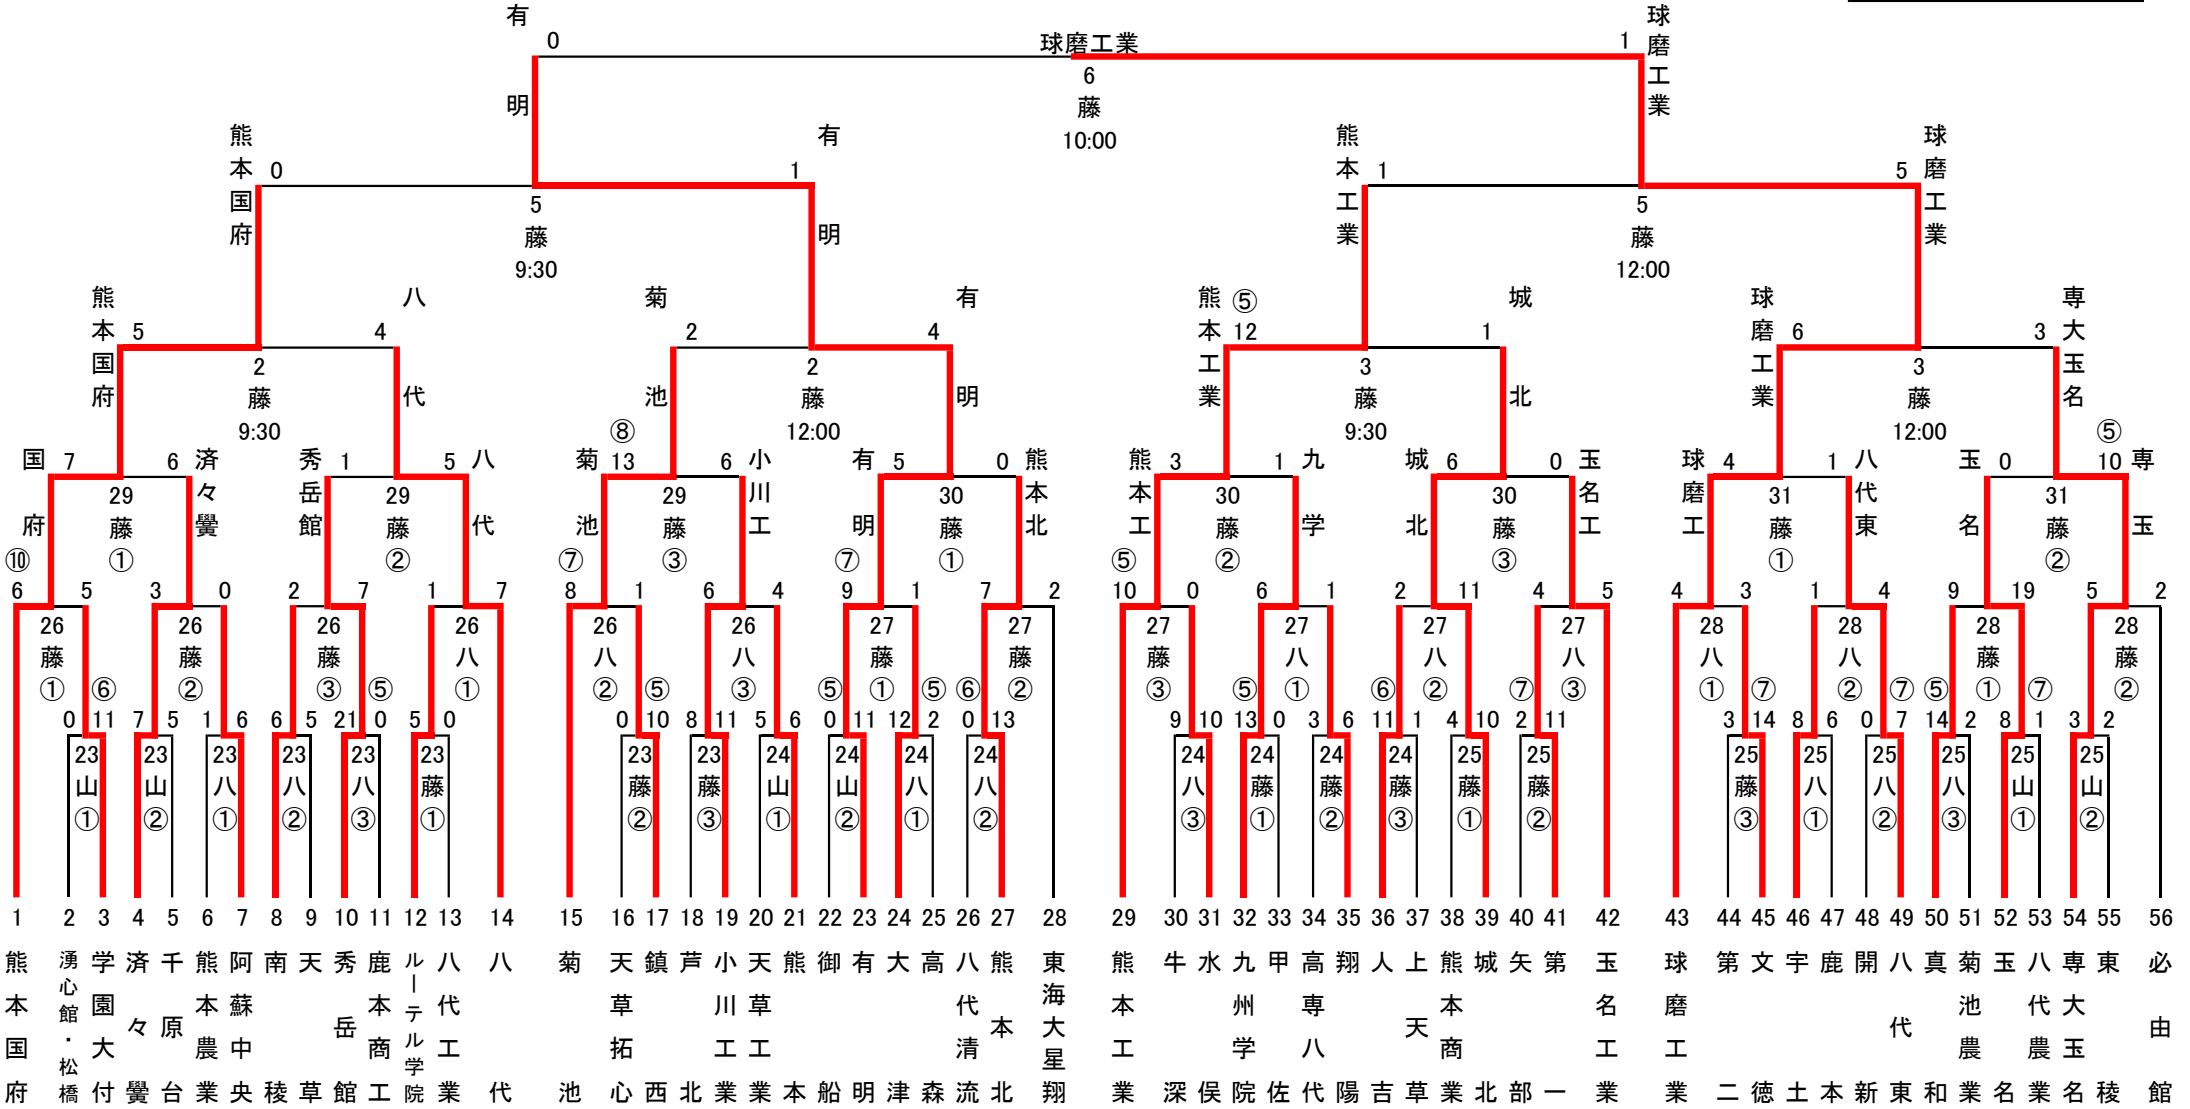 有明
0
球磨工業
1
球磨工業
6
藤
10:00
熊本国府
0
1
有明
5
藤
9:30
熊本工業
1
5
球磨工業
5
藤
12:00
熊本国府
5
4
八代
2
藤
9:30
菊池
2
4
有明
2
藤
12:00
熊本工業
⑤
12
1
城北
3
藤
9:30
球磨工業
6
3
専大玉名
3
藤
12:00
国府
7
6
済々黌
29
藤
①
秀岳館
1
5
八代
29
藤
②
菊池
⑧
13
6
小川工
29
藤
③
有明
5
0
熊本北
30
藤
①
熊本工
3
1
九学
30
藤
②
城北
6
0
玉名工
30
藤
③
球磨工
4
1
八代東
31
藤
①
玉名
0
⑤
10
専玉
31
藤
②
⑩
6 5 3 0 2 7 1 7
⑦
8 1 6 4
⑦
9 1 7 2
⑤
10 0 6 1 2 11 4 5 4 3 1 4 9 19 5 2
26 26 26 26 26 26 27 27 27 27 27 27 28 28 28 28
藤 藤 藤 八 八 八 藤 藤 藤 八 八 八 八 八 藤 藤
① ② ③ ① ② ③ ① ② ③ ① ② ③ ① ② ① ②
⑥ ⑤ ⑤ ⑤ ⑤ ⑥ ⑤ ⑥ ⑦ ⑦ ⑦ ⑤ ⑦
0 11 7 5 1 6 6 5 21 0 5 0 0 10 8 11 5 6 0 11 12 2 0 13 9 10 13 0 3 6 11 1 4 10 2 11 3 14 8 6 0 7 14 2 8 1 3 2
23 23 23 23 23 23 23 23 24 24 24 24 24 24 24 24 25 25 25 25 25 25 25 25
山 山 八 八 八 藤 藤 藤 山 山 八 八 八 藤 藤 藤 藤 藤 藤 八 八 八 山 山
① ② ① ② ③ ① ② ③ ① ② ① ② ③ ① ② ③ ① ② ③ ① ② ③ ① ②
1 2 3 4 5 6 7 8 9 10 11 12 13 14 15 16 17 18 19 20 21 22 23 24 25 26 27 28 29 30 31 32 33 34 35 36 37 38 39 40 41 42 43 44 45 46 47 48 49 50 51 52 53 54 55 56
熊本国府
湧心館・松橋
学園大付
済々黌
千原台
熊本農業
阿蘇中央
南稜
天草
秀岳館
鹿本商工
ルーテル学院
八代工業
八代
菊池
天草拓心
鎮西
芦北
小川工業
天草工業
熊本
御船
有明
大津
高森
八代清流
熊本北
東海大星翔
熊本工業
牛深
水俣
九州学院
甲佐
高専八代
翔陽
人吉
上天草
熊本商業
城北
矢部
第一
玉名工業
球磨工業
第二
文徳
宇土
鹿本
開新
八代東
真和
菊池農業
玉名
八代農業
専大玉名
東稜
必由館